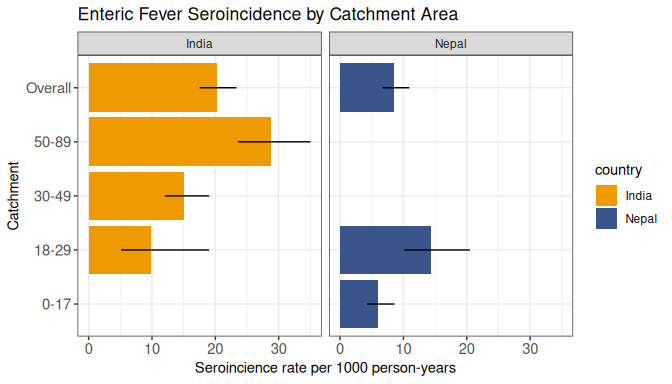 Enteric Fever Seroincidence by Catchment Area
India
Nepal
Catchment
Overall
50-89
30-49
18-29
0-17
0 10 20 30
0 10 20 30
Seroincience rate per 1000 person-years
country
India
Nepal